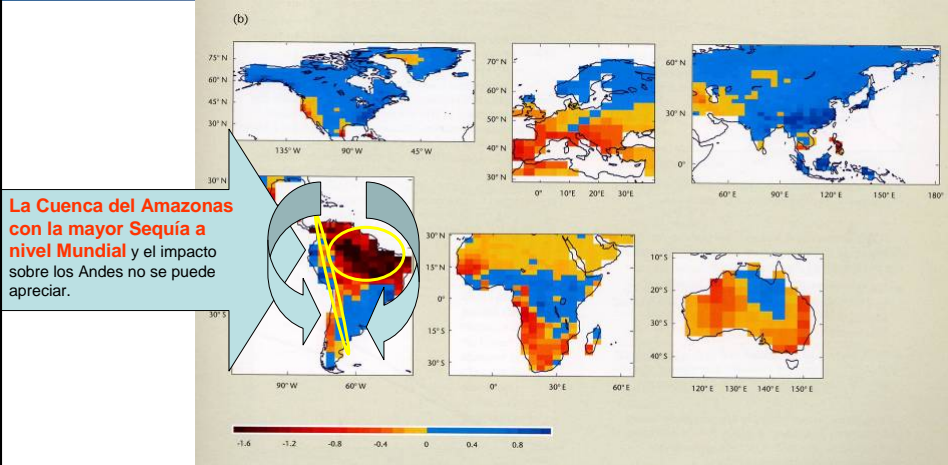 (b)
75° N
60° N
45° N
30° N
135° W
90° W
45° W
70° N
60° N
50° N
40° N
30° N
0°
10°E
20°E
30°E
60° N
30° N
0°
60° E
90° E
120° E
150° E
180°
La Cuenca del Amazonas
con la mayor Sequía a
nivel Mundial y el impacto
sobre los Andes no se puede
apreciar.
30° N
30° S
90° W
60° W
30° N
15° N
0°
15° S
30° S
0°
30° E
60° E
10° S
20° S
30° S
40° S
120° E
130° E
140° E
150° E
-1.6
-1.2
-0.8
-0.4
0
0.4
0.8